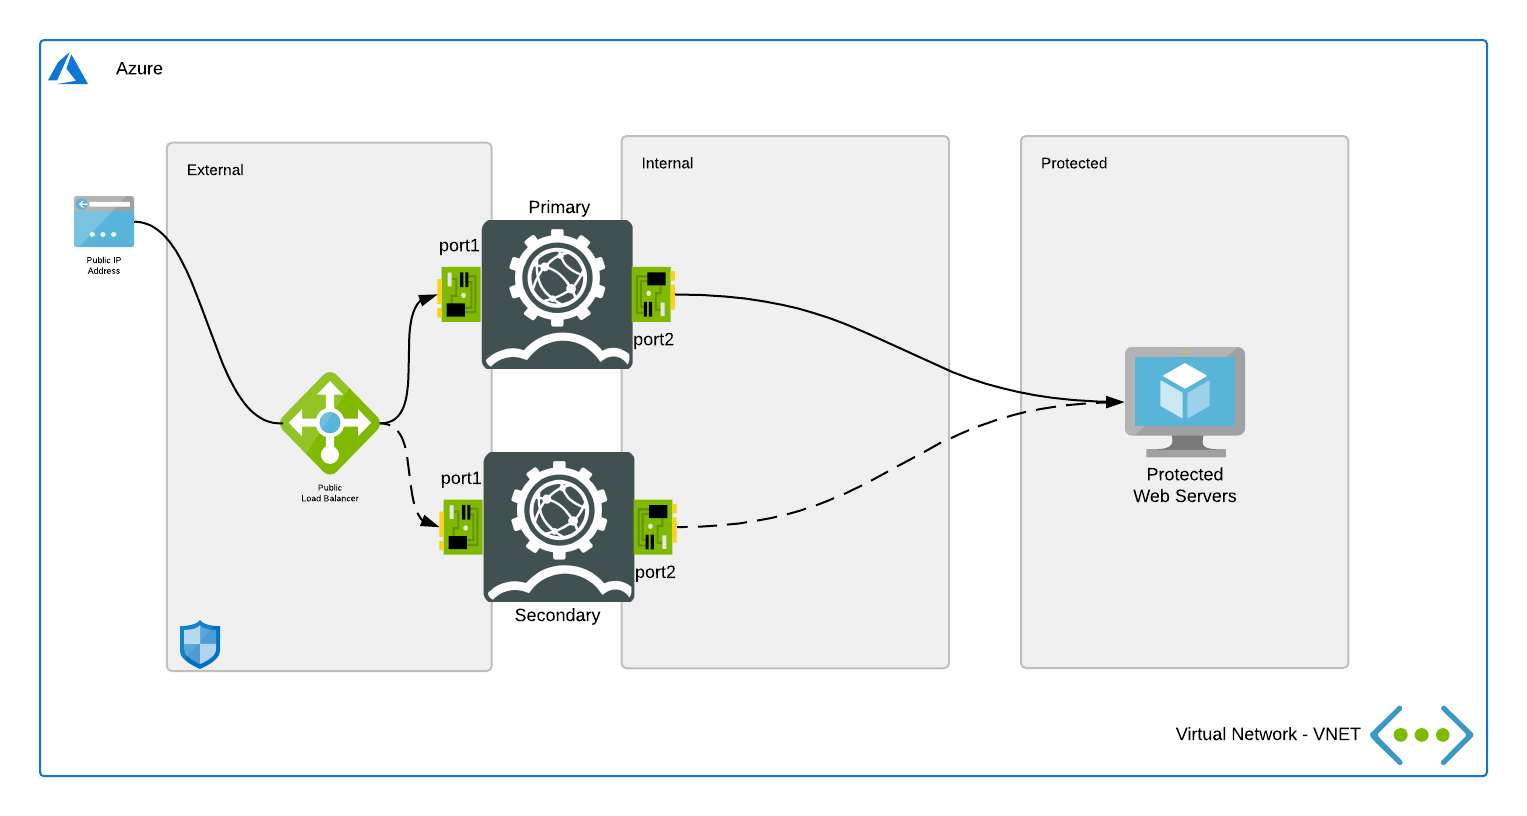 Azure
External
Internal
Protected
Public IP
Address
Primary
port1
port2
Public
Load Balancer
port1
port2
Secondary
Protected
Web Servers
Virtual Network - VNET